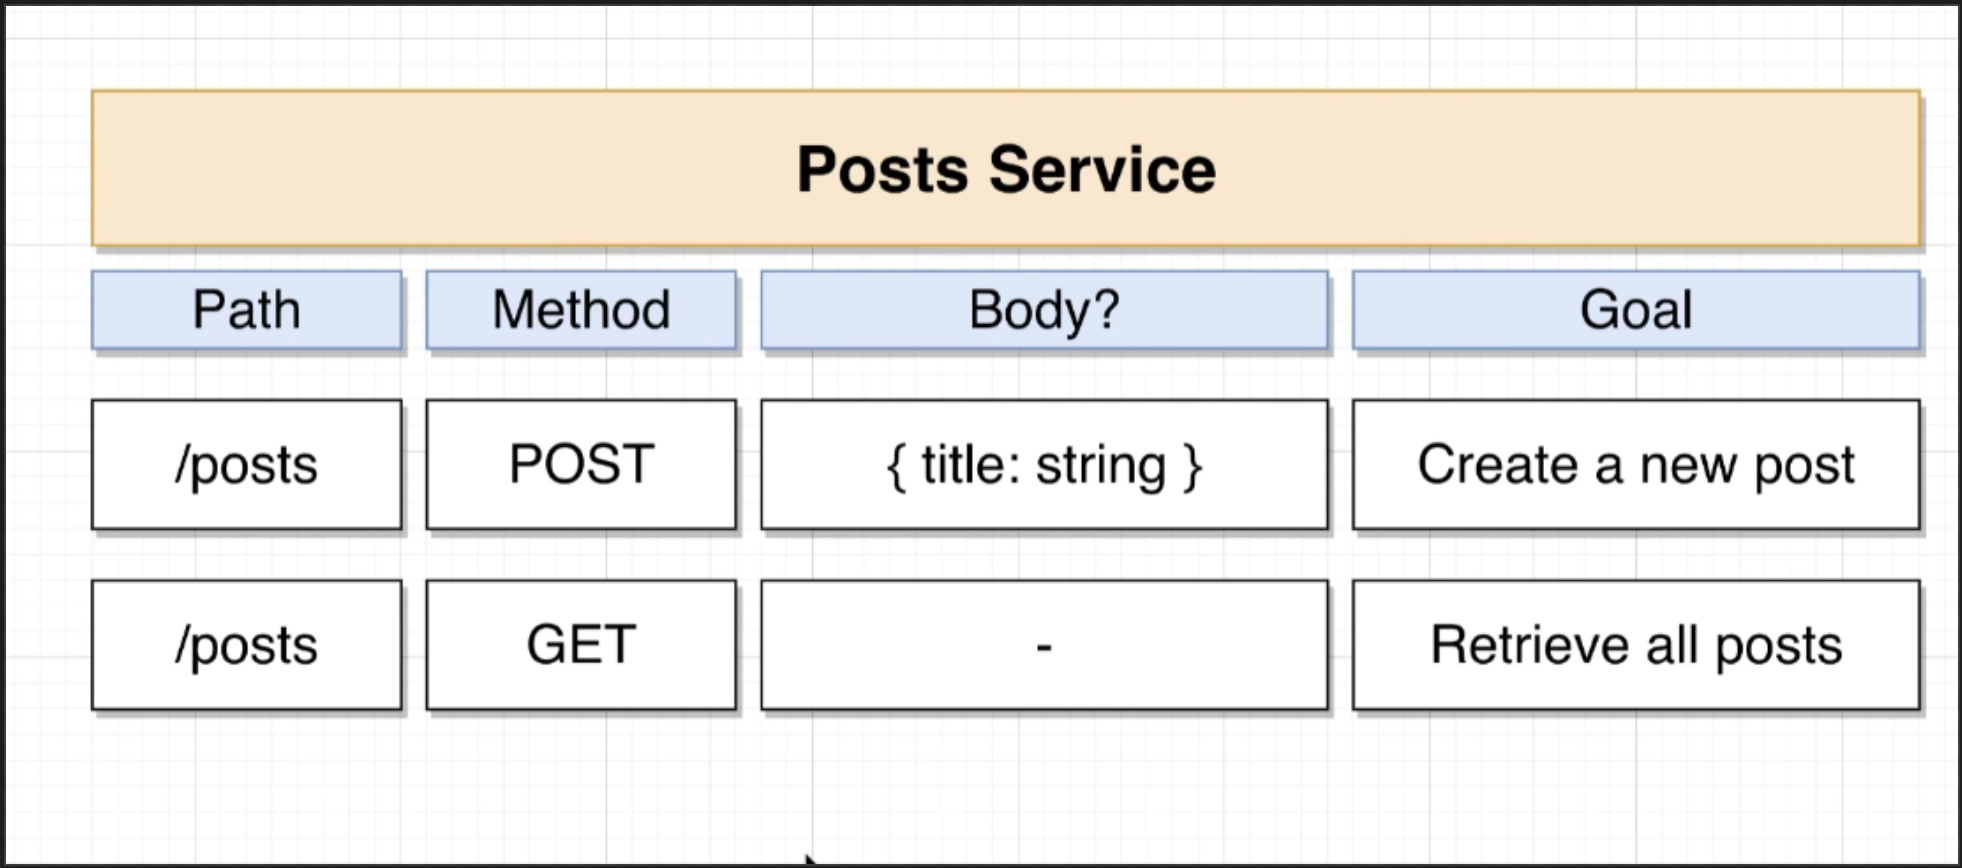 Posts Service
Path Method Body? Goal
/posts POST { title: string } Create a new post
/posts GET - Retrieve all posts